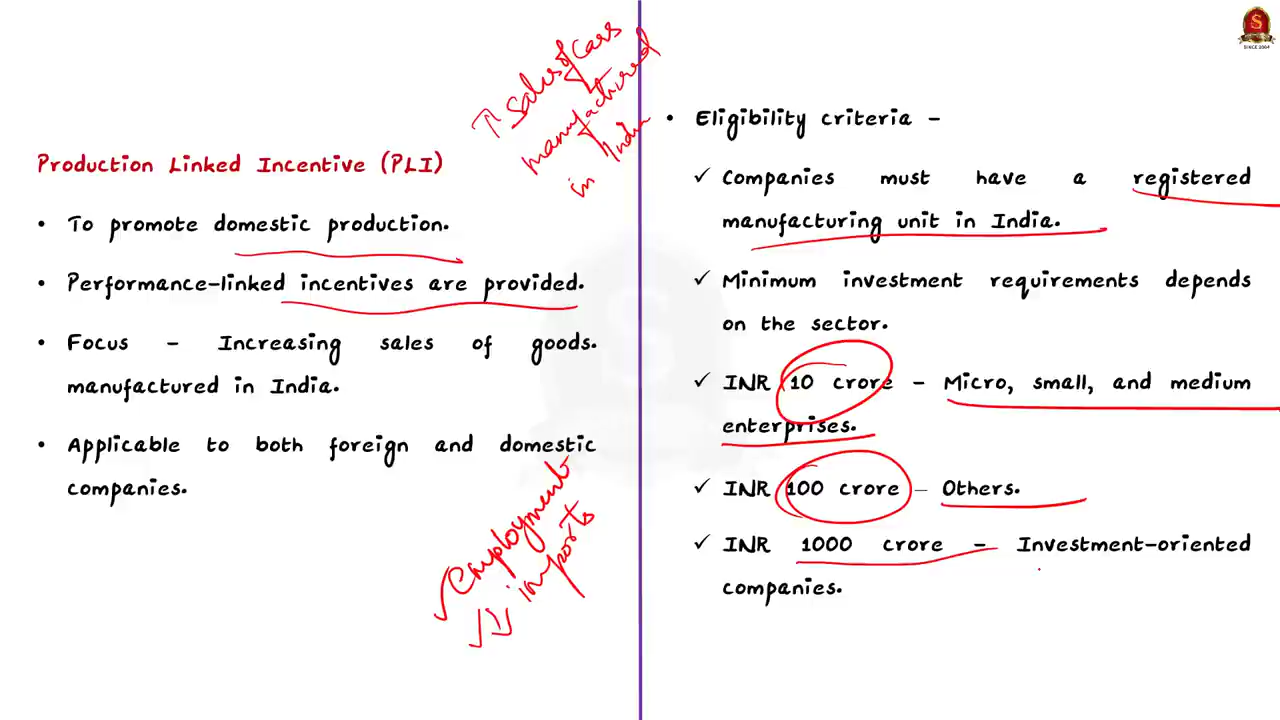 Production Linked Incentive (PLI)
• To promote domestic production.
• Performance-linked incentives are provided.
• Focus - Increasing sales of goods.
manufactured in India.
• Applicable to both foreign and domestic
companies.
↑ Sales of Cars
manufactured
in India
✓ Employment
✓ ↓ imports
• Eligibility criteria -
✓ Companies must have a registered
manufacturing unit in India.
✓ Minimum investment requirements depends
on the sector.
✓ INR 10 crore - Micro, small, and medium
enterprises.
✓ INR 100 crore - Others.
✓ INR 1000 crore - Investment-oriented
companies.
S
SINCE 2004